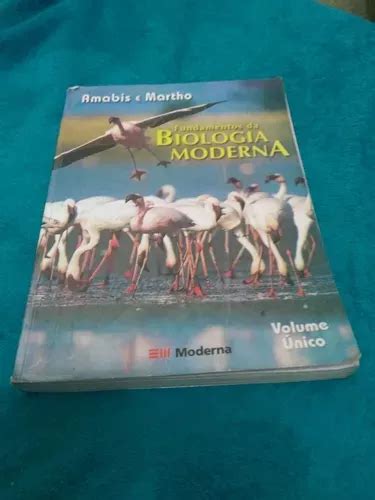 Amabis e Martho
Fundamentos da
BIOLOGIA
MODERNA
Volume
Único
Moderna